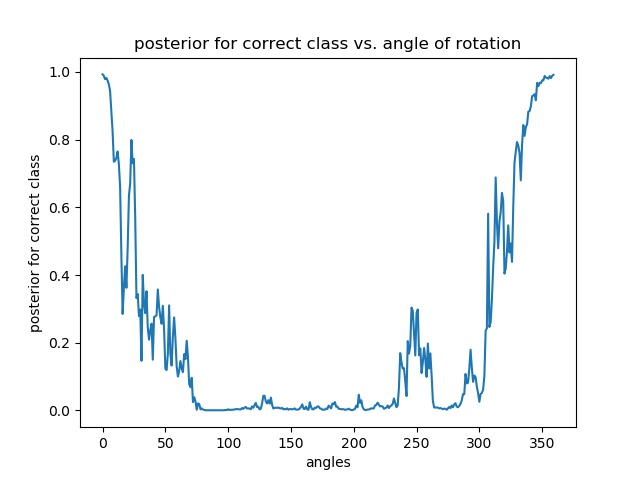 posterior for correct class vs. angle of rotation
posterior for correct class
1.0
0.8
0.6
0.4
0.2
0.0
0 50 100 150 200 250 300 350
angles